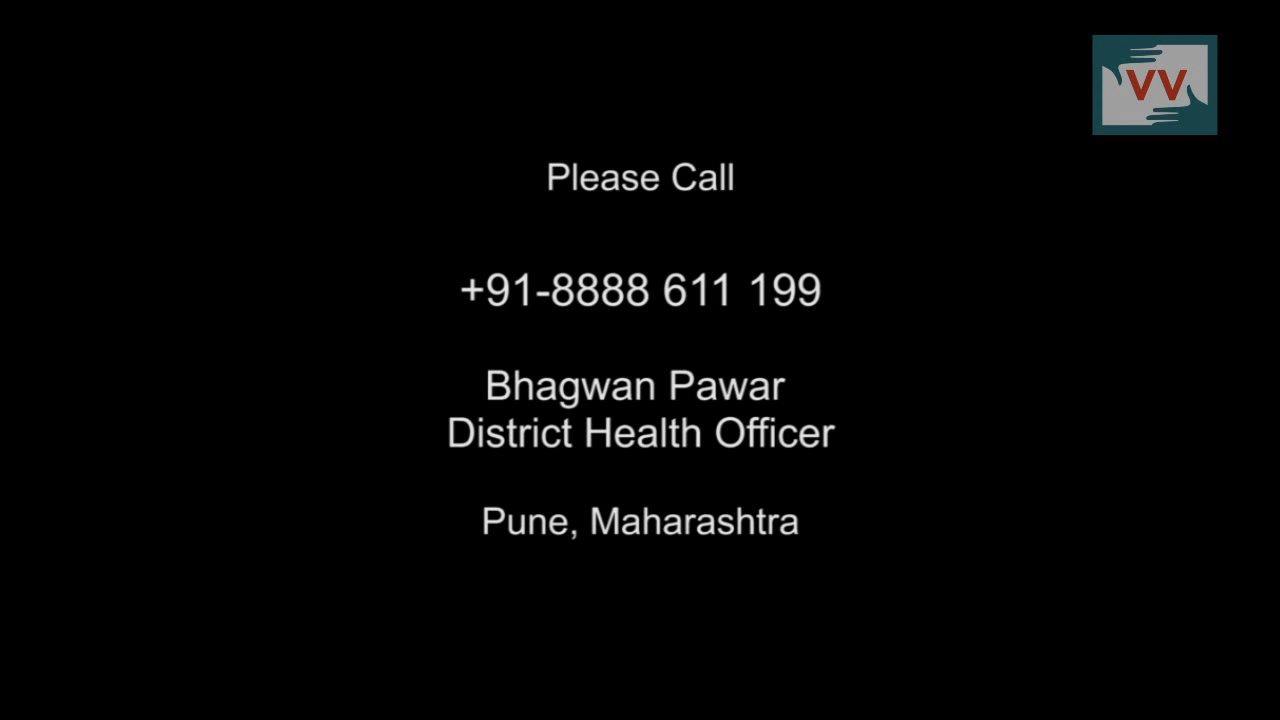 VV
Please Call
+91-8888 611 199
Bhagwan Pawar
District Health Officer
Pune, Maharashtra